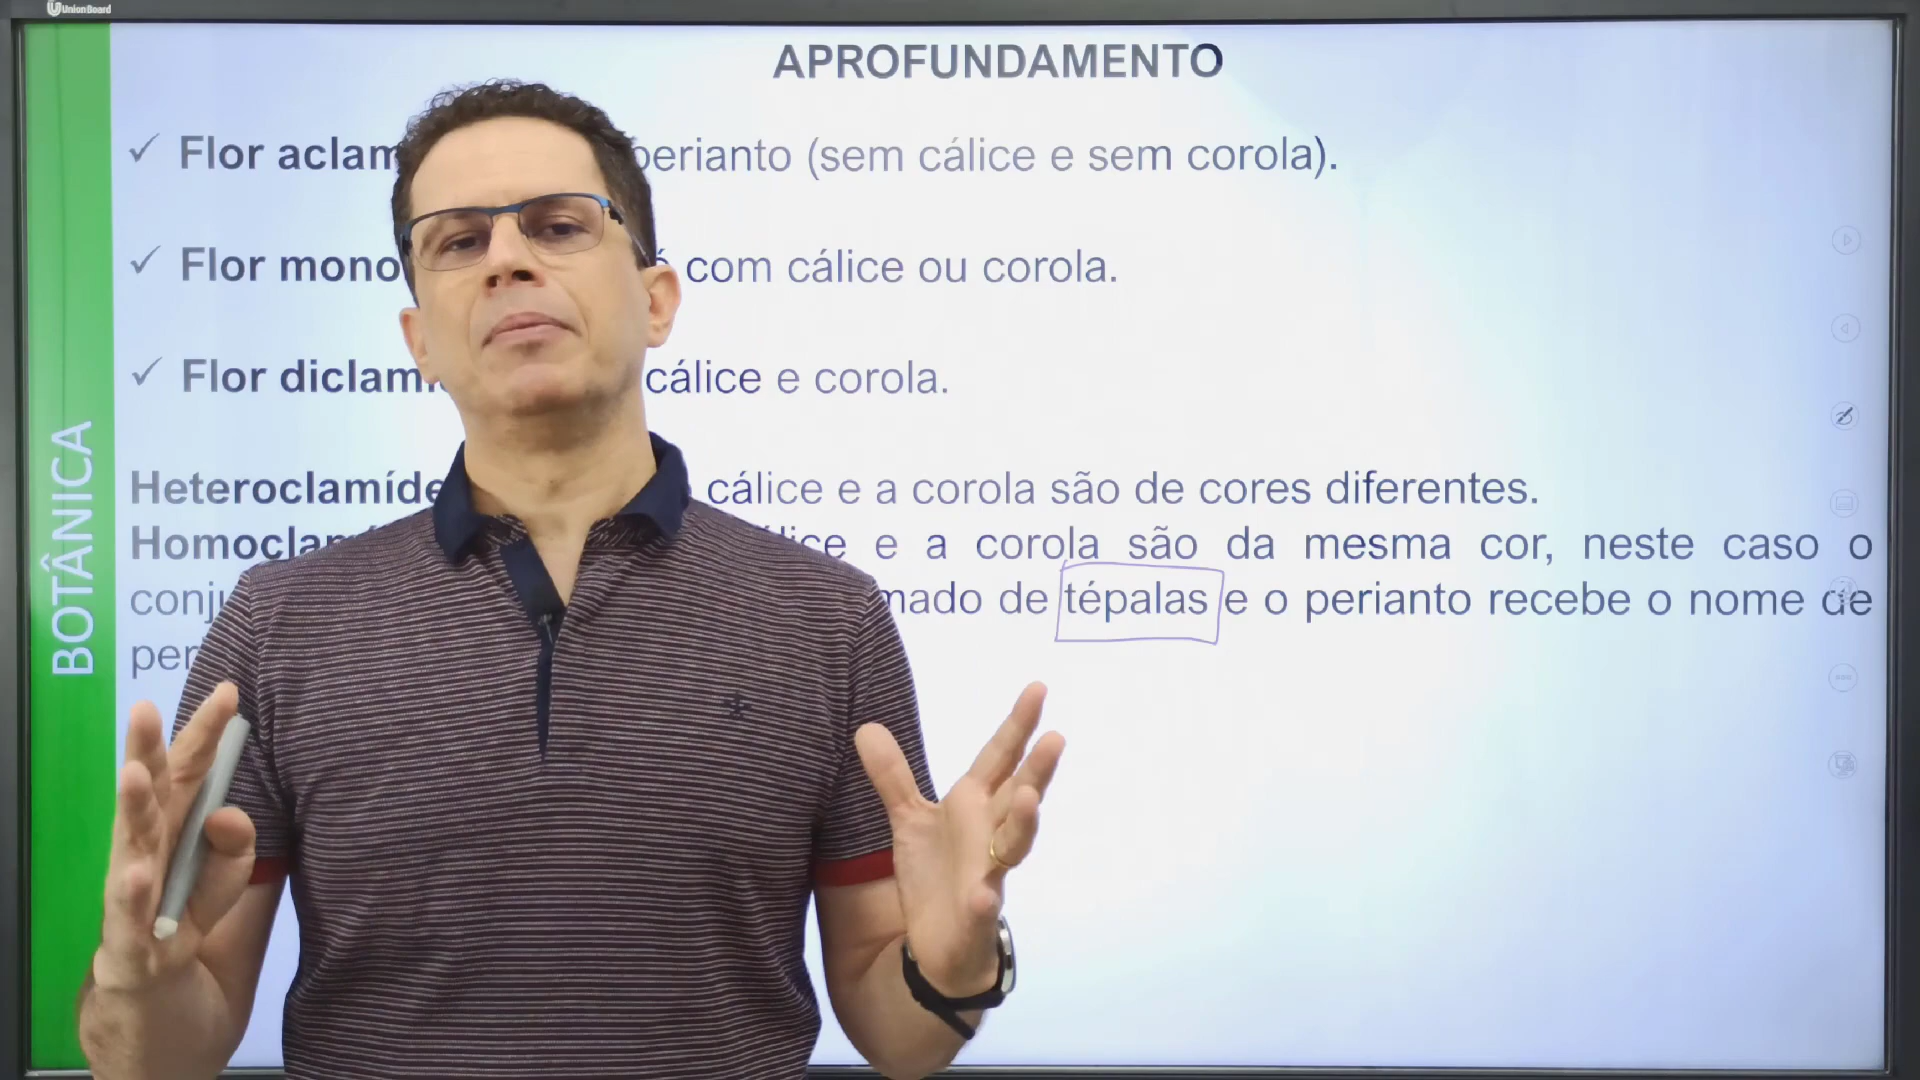 UnionBoard
APROFUNDAMENTO
✓ Flor aclam perianto (sem cálice e sem corola).
✓ Flor mono com cálice ou corola.
✓ Flor diclam cálice e corola.
Heteroclamíde cálice e a corola são de cores diferentes.
Homoclam lice e a corola são da mesma cor, neste caso o
conju mado de tépalas e o perianto recebe o nome de
per
BOTÂNICA